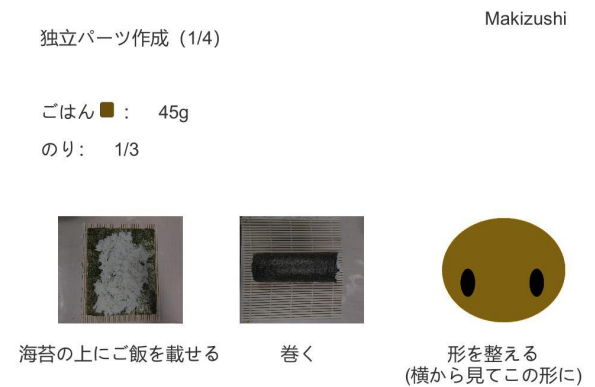 Makizushi
独立パーツ作成 (1/4)
ごはん : 45g
のり: 1/3
海苔の上にご飯を載せる
巻く
形を整える
(横から見てこの形に)